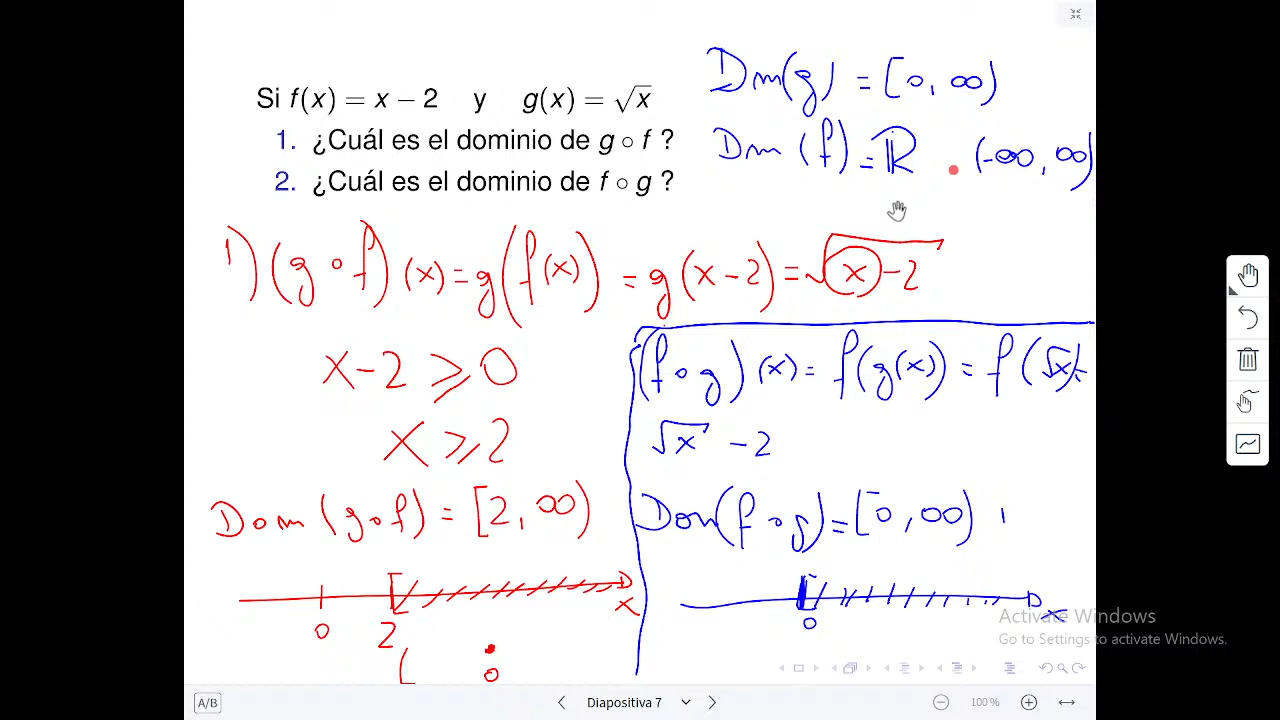 Si f(x) = x − 2 y g(x) = √x
1. ¿Cuál es el dominio de g ∘ f ?
2. ¿Cuál es el dominio de f ∘ g ?
Dm(g) = [0, ∞)
Dm (f) = ℝ . (-∞, ∞)
1) (g∘f)(x) = g(f(x)) = g(x-2) = √x-2
x-2 ⩾ 0
x ⩾ 2
Dom (g∘f) = [2, ∞)
0 2 x
0
(f∘g)(x) = f(g(x)) = f(√x) =
√x - 2
Dom(f∘g) = [0, ∞)
0 x
Activate Windows
Go to Settings to activate Windows.
A/B
Diapositiva 7
100 %